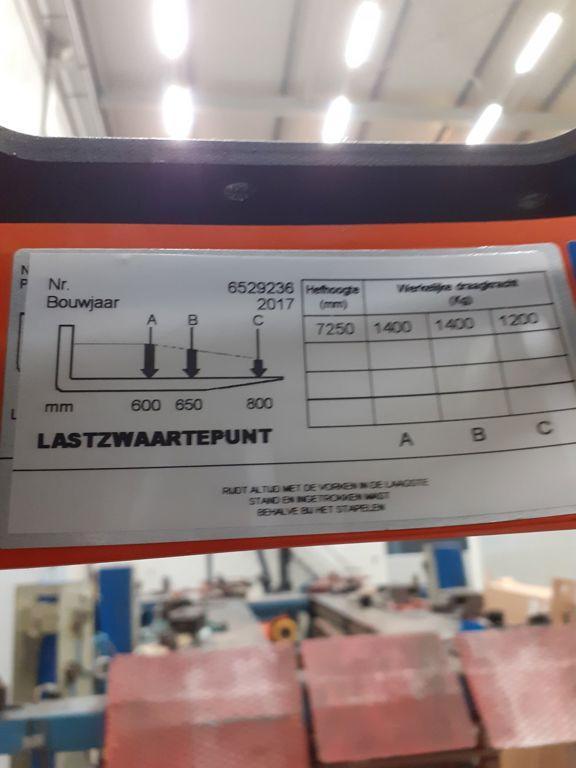 Nr. 6529236
Bouwjaar 2017
A B C
mm 600 650 800
LASTZWAARTEPUNT
Hefhoogte (mm)
Werkelijke draagkracht (Kg)
7250 1400 1400 1200
A B C
RIJDT ALTIJD MET DE VORKEN IN DE LAAGSTE
STAND EN INGETROKKEN MAST
BEHALVE BIJ HET STAPELEN